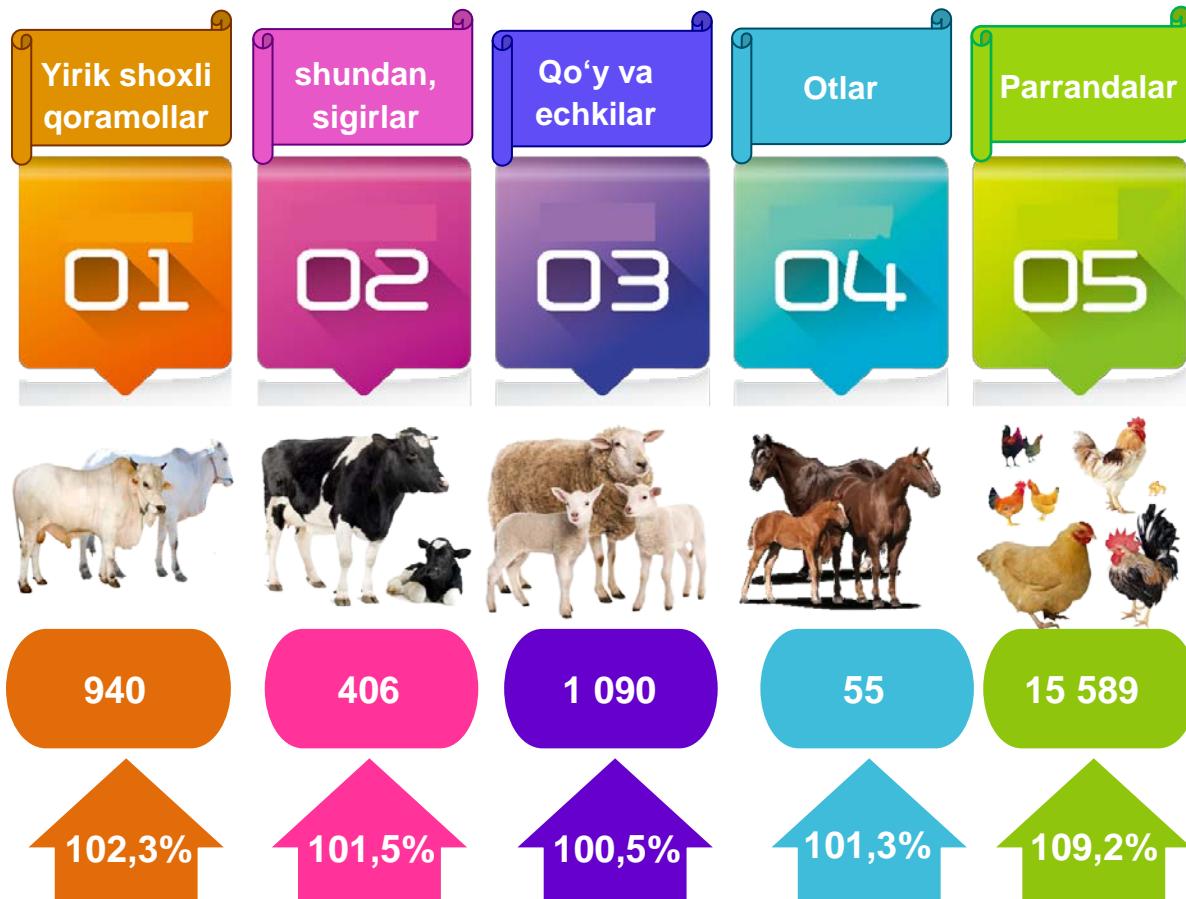 Yirik shoxli
qoramollar
shundan,
sigirlar
Qo‘y va
echkilar
Otlar
Parrandalar
01
02
03
04
05
940
406
1 090
55
15 589
102,3%
101,5%
100,5%
101,3%
109,2%